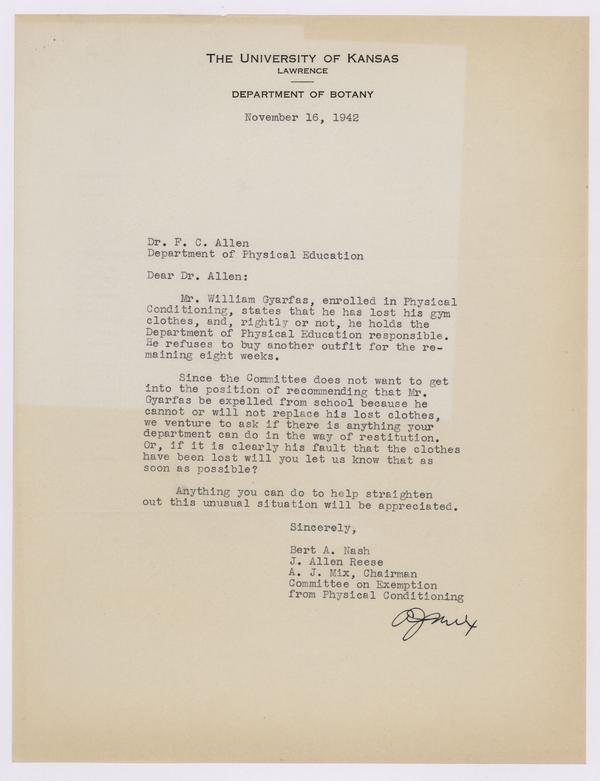 THE UNIVERSITY OF KANSAS
LAWRENCE
DEPARTMENT OF BOTANY
November 16, 1942
Dr. F. C. Allen
Department of Physical Education
Dear Dr. Allen:
Mr. William Gyarfas, enrolled in Physical
Conditioning, states that he has lost his gym
clothes, and, rightly or not, he holds the
Department of Physical Education responsible.
He refuses to buy another outfit for the re-
maining eight weeks.
Since the Committee does not want to get
into the position of recommending that Mr.
Gyarfas be expelled from school because he
cannot or will not replace his lost clothes,
we venture to ask if there is anything your
department can do in the way of restitution.
Or, if it is clearly his fault that the clothes
have been lost will you let us know that as
soon as possible?
Anything you can do to help straighten
out this unusual situation will be appreciated.
Sincerely,
Bert A. Nash
J. Allen Reese
A. J. Mix, Chairman
Committee on Exemption
from Physical Conditioning
AJMix